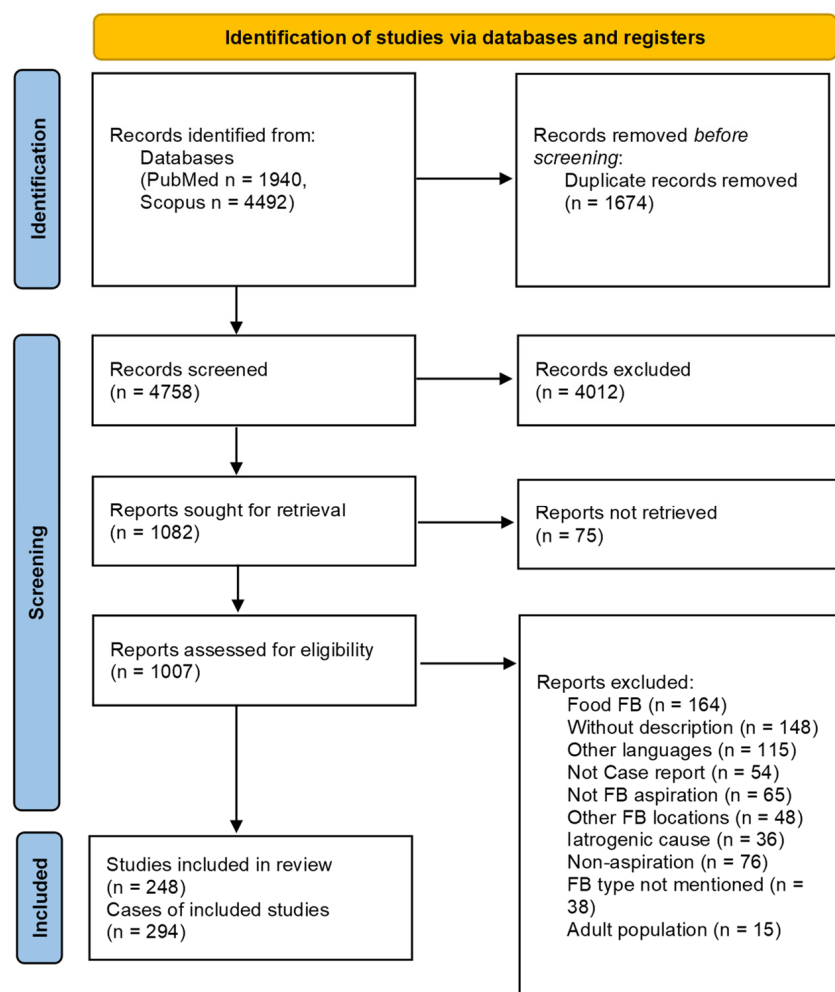 Identification of studies via databases and registers
Identification
Records identified from:
Databases
(PubMed n = 1940,
Scopus n = 4492)
Records removed before
screening:
Duplicate records removed
(n = 1674)
Screening
Records screened
(n = 4758)
Records excluded
(n = 4012)
Reports sought for retrieval
(n = 1082)
Reports not retrieved
(n = 75)
Reports assessed for eligibility
(n = 1007)
Reports excluded:
Food FB (n = 164)
Without description (n = 148)
Other languages (n = 115)
Not Case report (n = 54)
Not FB aspiration (n = 65)
Other FB locations (n = 48)
Iatrogenic cause (n = 36)
Non-aspiration (n = 76)
FB type not mentioned (n =
38)
Adult population (n = 15)
Included
Studies included in review
(n = 248)
Cases of included studies
(n = 294)